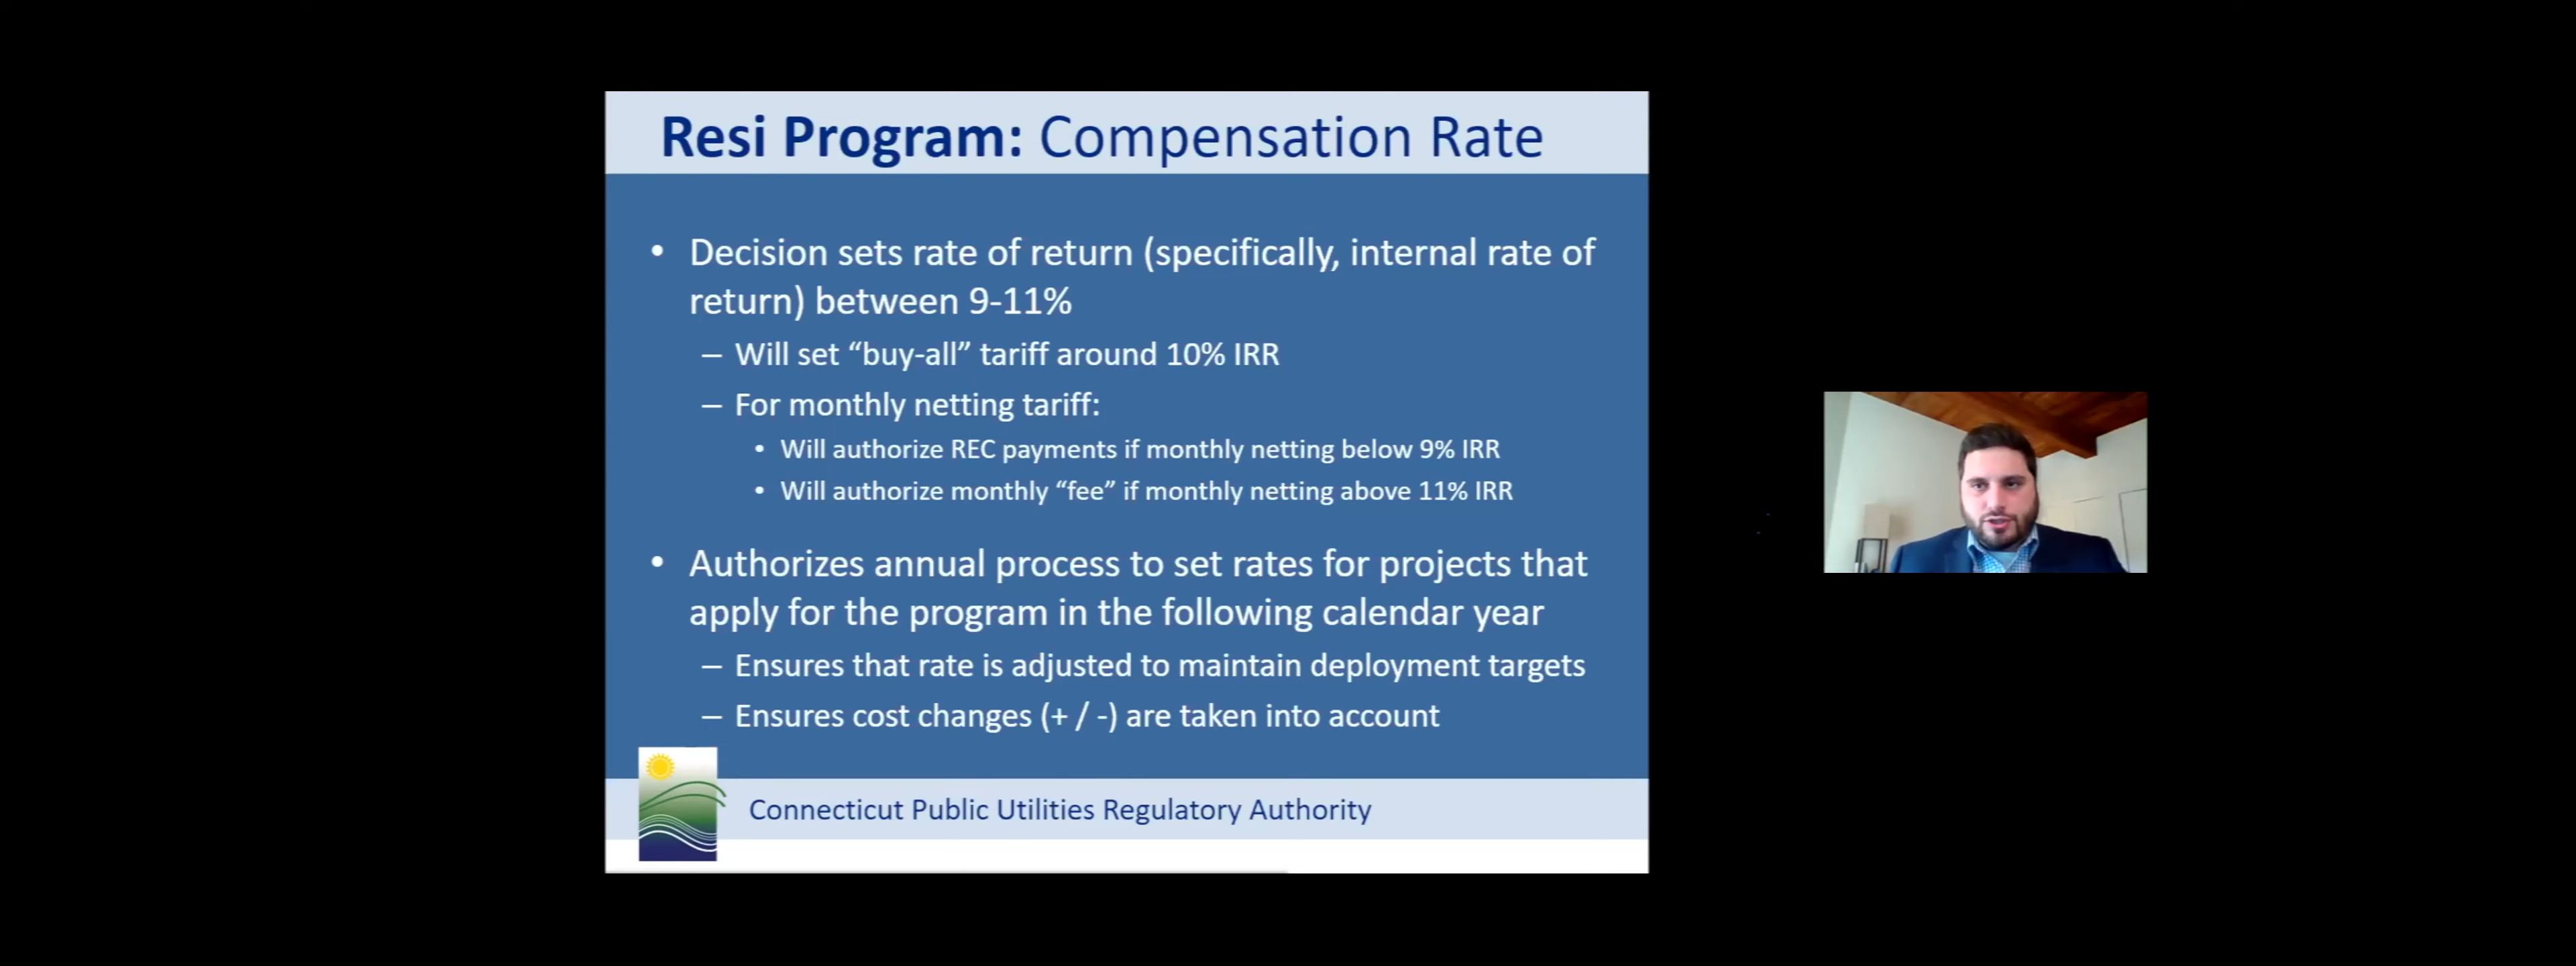 Resi Program: Compensation Rate
• Decision sets rate of return (specifically, internal rate of
return) between 9-11%
– Will set “buy-all” tariff around 10% IRR
– For monthly netting tariff:
• Will authorize REC payments if monthly netting below 9% IRR
• Will authorize monthly “fee” if monthly netting above 11% IRR
• Authorizes annual process to set rates for projects that
apply for the program in the following calendar year
– Ensures that rate is adjusted to maintain deployment targets
– Ensures cost changes (+ / -) are taken into account
Connecticut Public Utilities Regulatory Authority